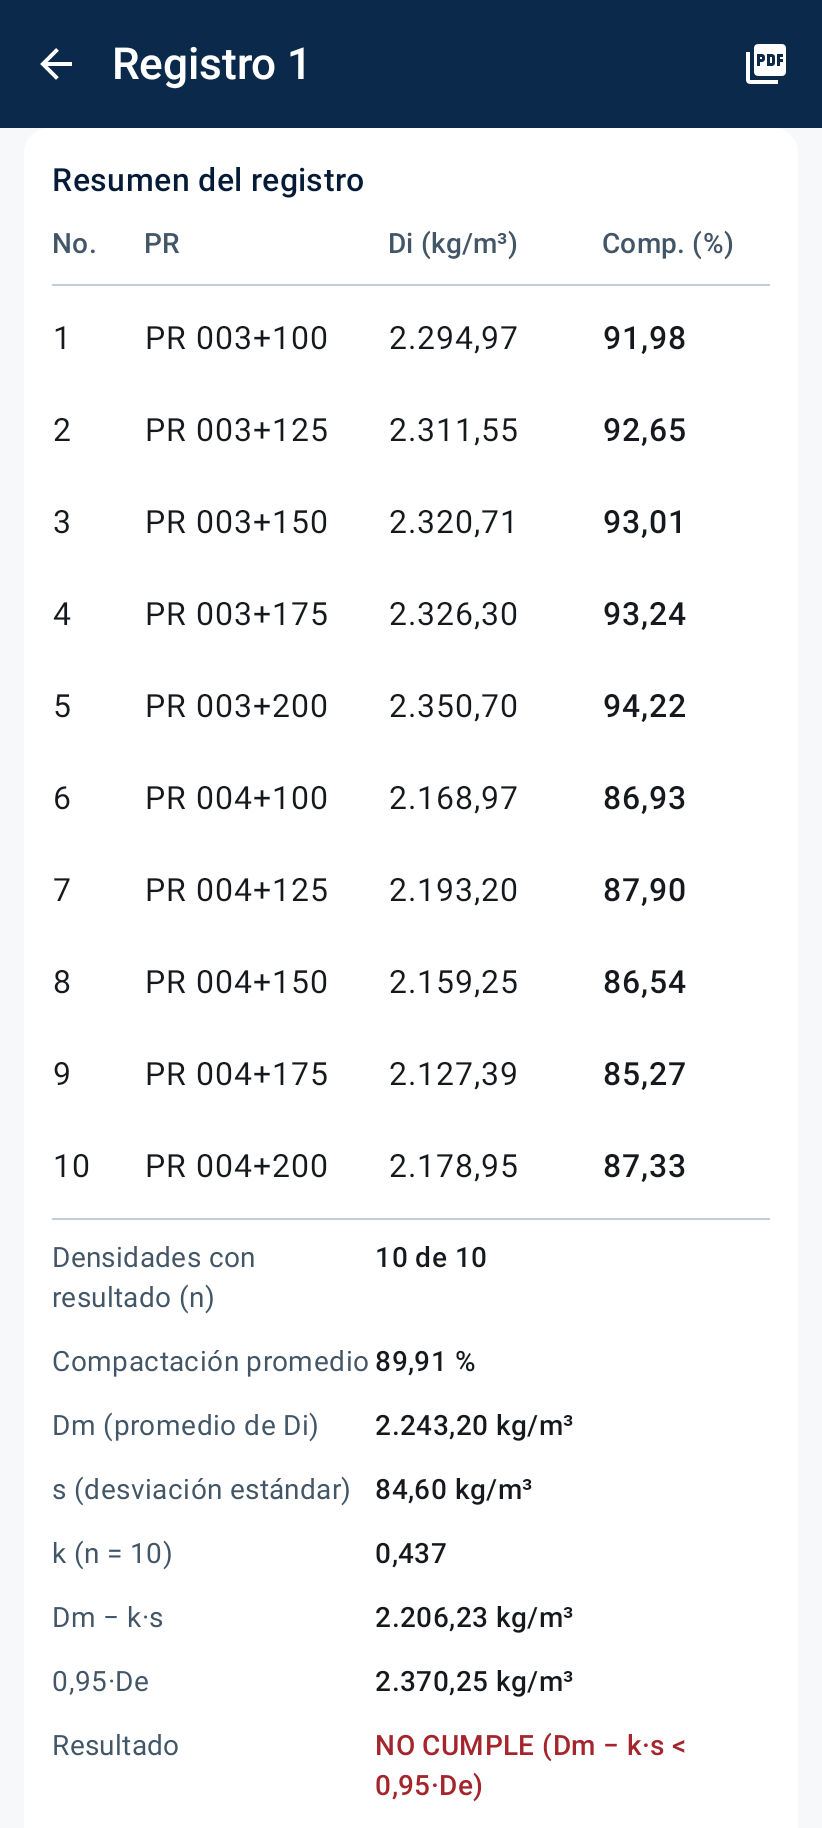 Registro 1
PDF
Resumen del registro
No. PR Di (kg/m³) Comp. (%)
1 PR 003+100 2.294,97 91,98
2 PR 003+125 2.311,55 92,65
3 PR 003+150 2.320,71 93,01
4 PR 003+175 2.326,30 93,24
5 PR 003+200 2.350,70 94,22
6 PR 004+100 2.168,97 86,93
7 PR 004+125 2.193,20 87,90
8 PR 004+150 2.159,25 86,54
9 PR 004+175 2.127,39 85,27
10 PR 004+200 2.178,95 87,33
Densidades con 10 de 10
resultado (n)
Compactación promedio 89,91 %
Dm (promedio de Di) 2.243,20 kg/m³
s (desviación estándar) 84,60 kg/m³
k (n = 10) 0,437
Dm − k·s 2.206,23 kg/m³
0,95·De 2.370,25 kg/m³
Resultado NO CUMPLE (Dm − k·s <
0,95·De)